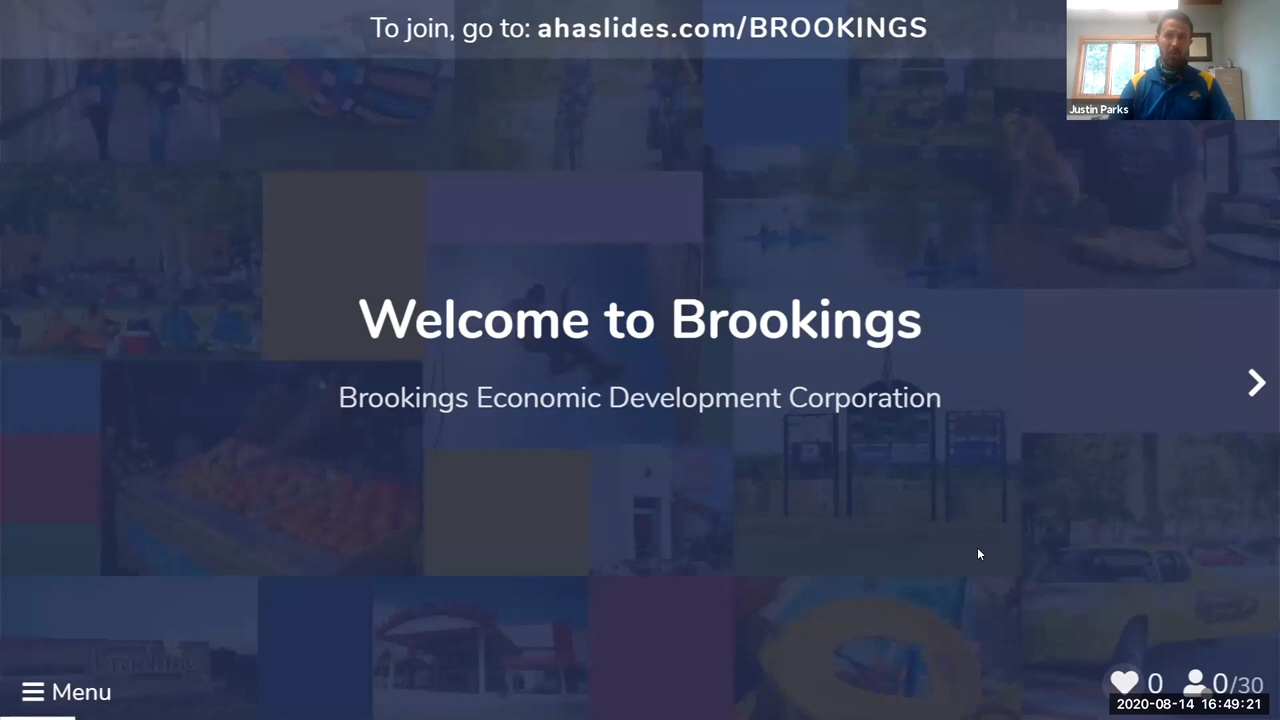 To join, go to: ahaslides.com/BROOKINGS
Justin Parks
Welcome to Brookings
Brookings Economic Development Corporation
Brookings
Menu
0 0/30
2020-08-14 16:49:21